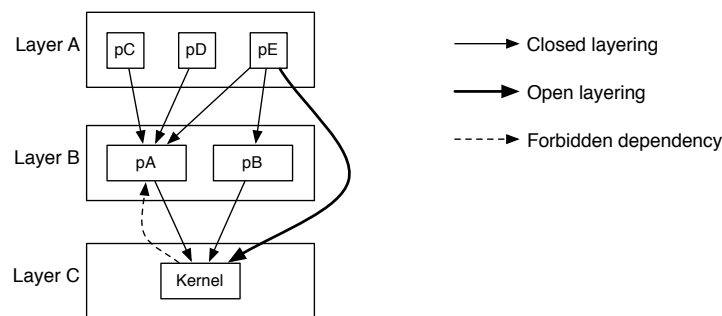 Layer A
pC
pD
pE
Closed layering
Open layering
Forbidden dependency
Layer B
pA
pB
Layer C
Kernel